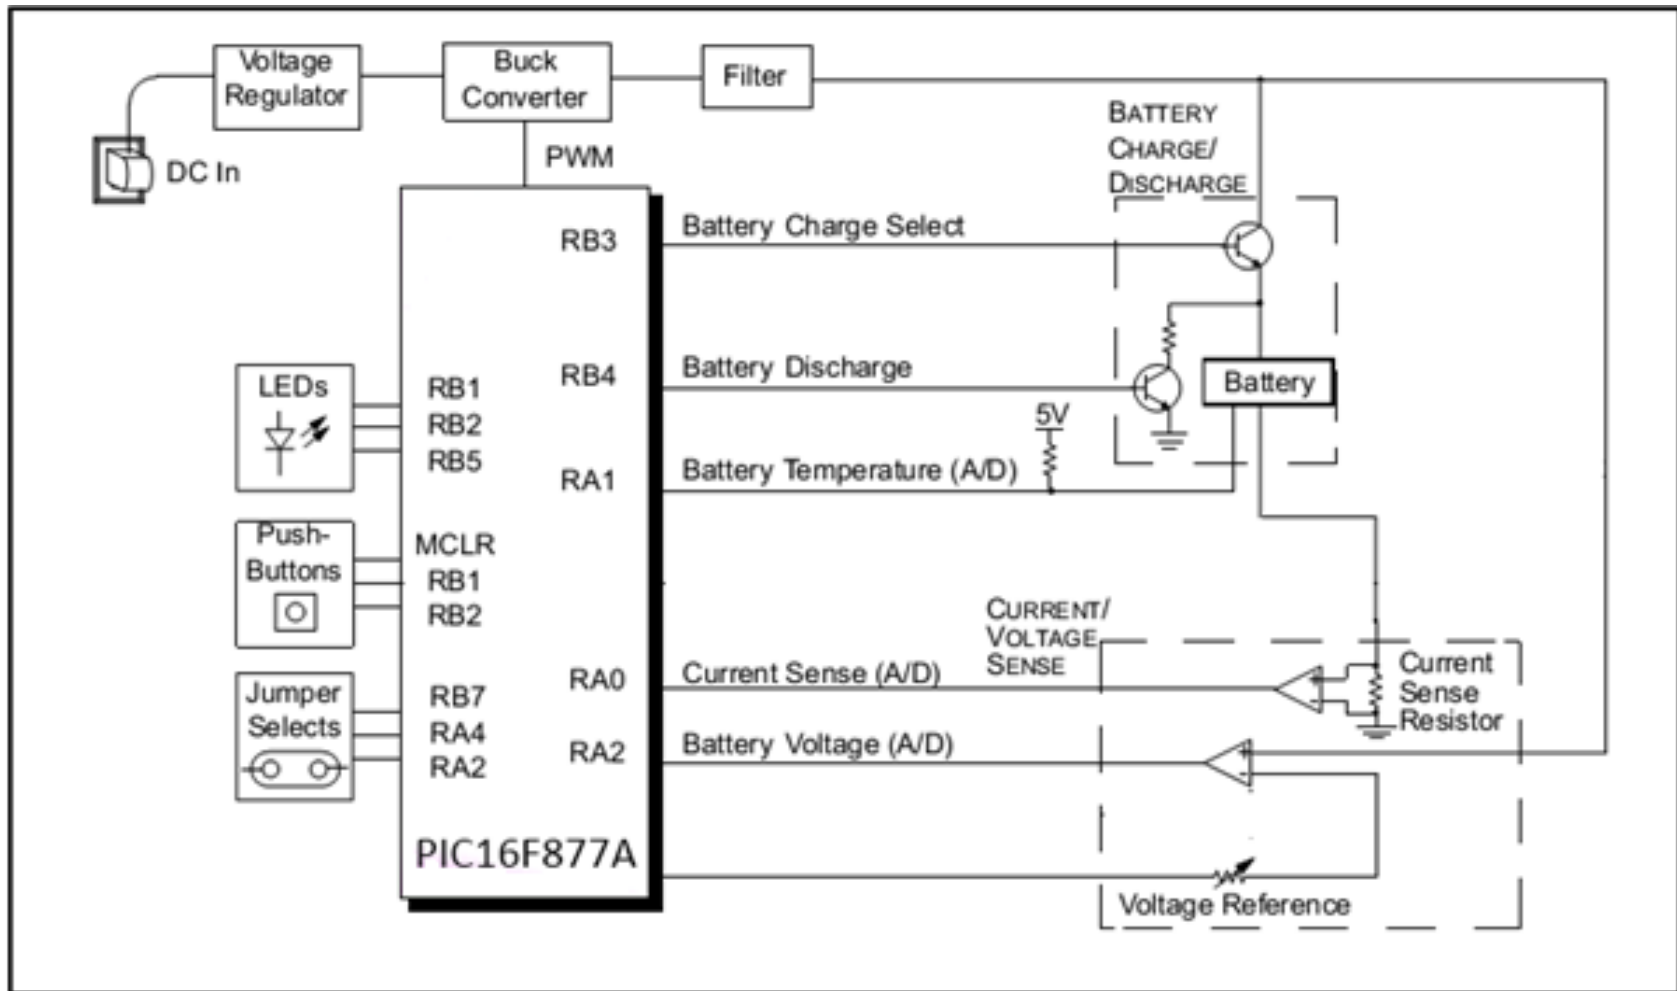 Voltage
Regulator
Buck
Converter
Filter
DC In
PWM
BATTERY
CHARGE/
DISCHARGE
RB3
Battery Charge Select
RB4
Battery Discharge
Battery
5V
RA1
Battery Temperature (A/D)
LEDs
RB1
RB2
RB5
Push-
Buttons
MCLR
RB1
RB2
Jumper
Selects
RB7
RA4
RA2
CURRENT/
VOLTAGE
SENSE
RA0
Current Sense (A/D)
Current
Sense
Resistor
RA2
Battery Voltage (A/D)
+
-
+
-
PIC16F877A
Voltage Reference